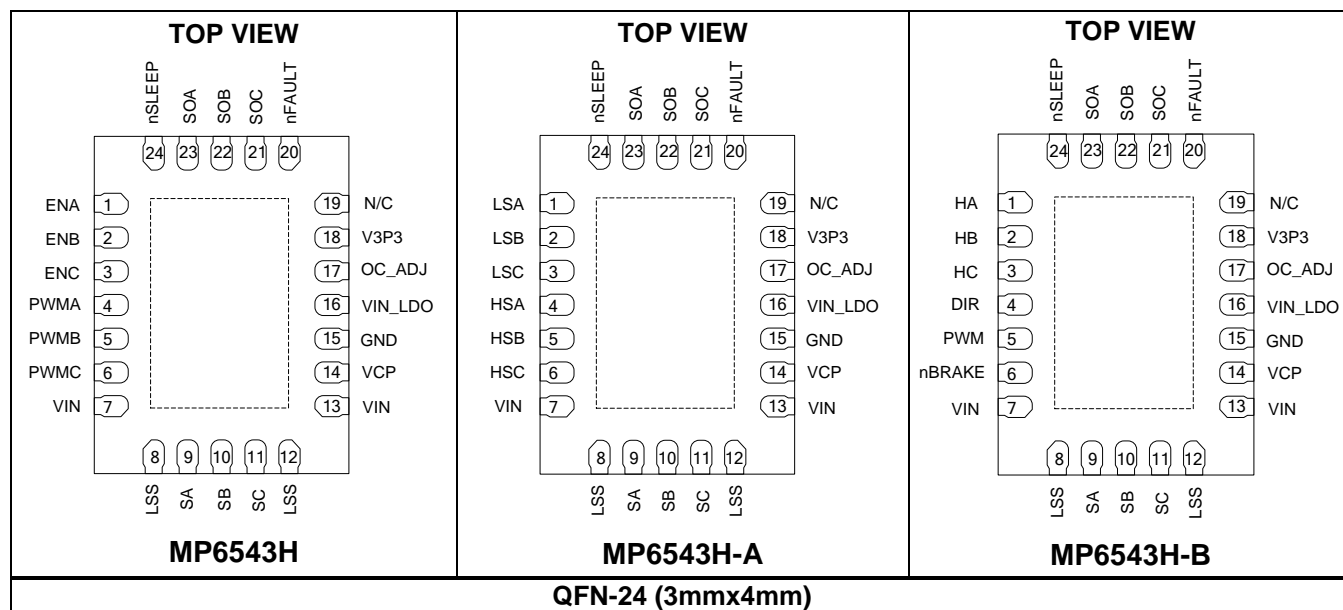 TOP VIEW
nSLEEP
SOA
SOB
SOC
nFAULT
24 23 22 21 20
ENA 1
ENB 2
ENC 3
PWMA 4
PWMB 5
PWMC 6
VIN 7
19 N/C
18 V3P3
17 OC_ADJ
16 VIN_LDO
15 GND
14 VCP
13 VIN
8 9 10 11 12
LSS
SA
SB
SC
LSS
MP6543H
TOP VIEW
nSLEEP
SOA
SOB
SOC
nFAULT
24 23 22 21 20
LSA 1
LSB 2
LSC 3
HSA 4
HSB 5
HSC 6
VIN 7
19 N/C
18 V3P3
17 OC_ADJ
16 VIN_LDO
15 GND
14 VCP
13 VIN
8 9 10 11 12
LSS
SA
SB
SC
LSS
MP6543H-A
TOP VIEW
nSLEEP
SOA
SOB
SOC
nFAULT
24 23 22 21 20
HA 1
HB 2
HC 3
DIR 4
PWM 5
nBRAKE 6
VIN 7
19 N/C
18 V3P3
17 OC_ADJ
16 VIN_LDO
15 GND
14 VCP
13 VIN
8 9 10 11 12
LSS
SA
SB
SC
LSS
MP6543H-B
QFN-24 (3mmx4mm)